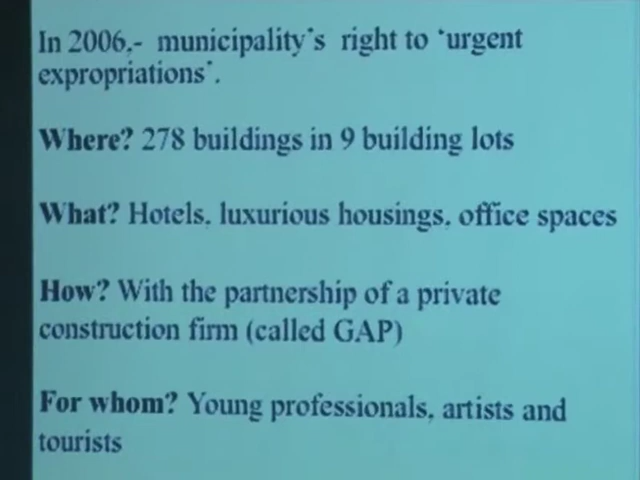 In 2006,- municipality's right to 'urgent
expropriations'.
Where? 278 buildings in 9 building lots
What? Hotels, luxurious housings, office spaces
How? With the partnership of a private
construction firm (called GAP)
For whom? Young professionals, artists and
tourists